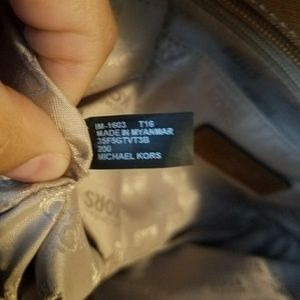 IM-1603 T16
MADE IN MYANMAR
35F5GTVT3B
200
MICHAEL KORS